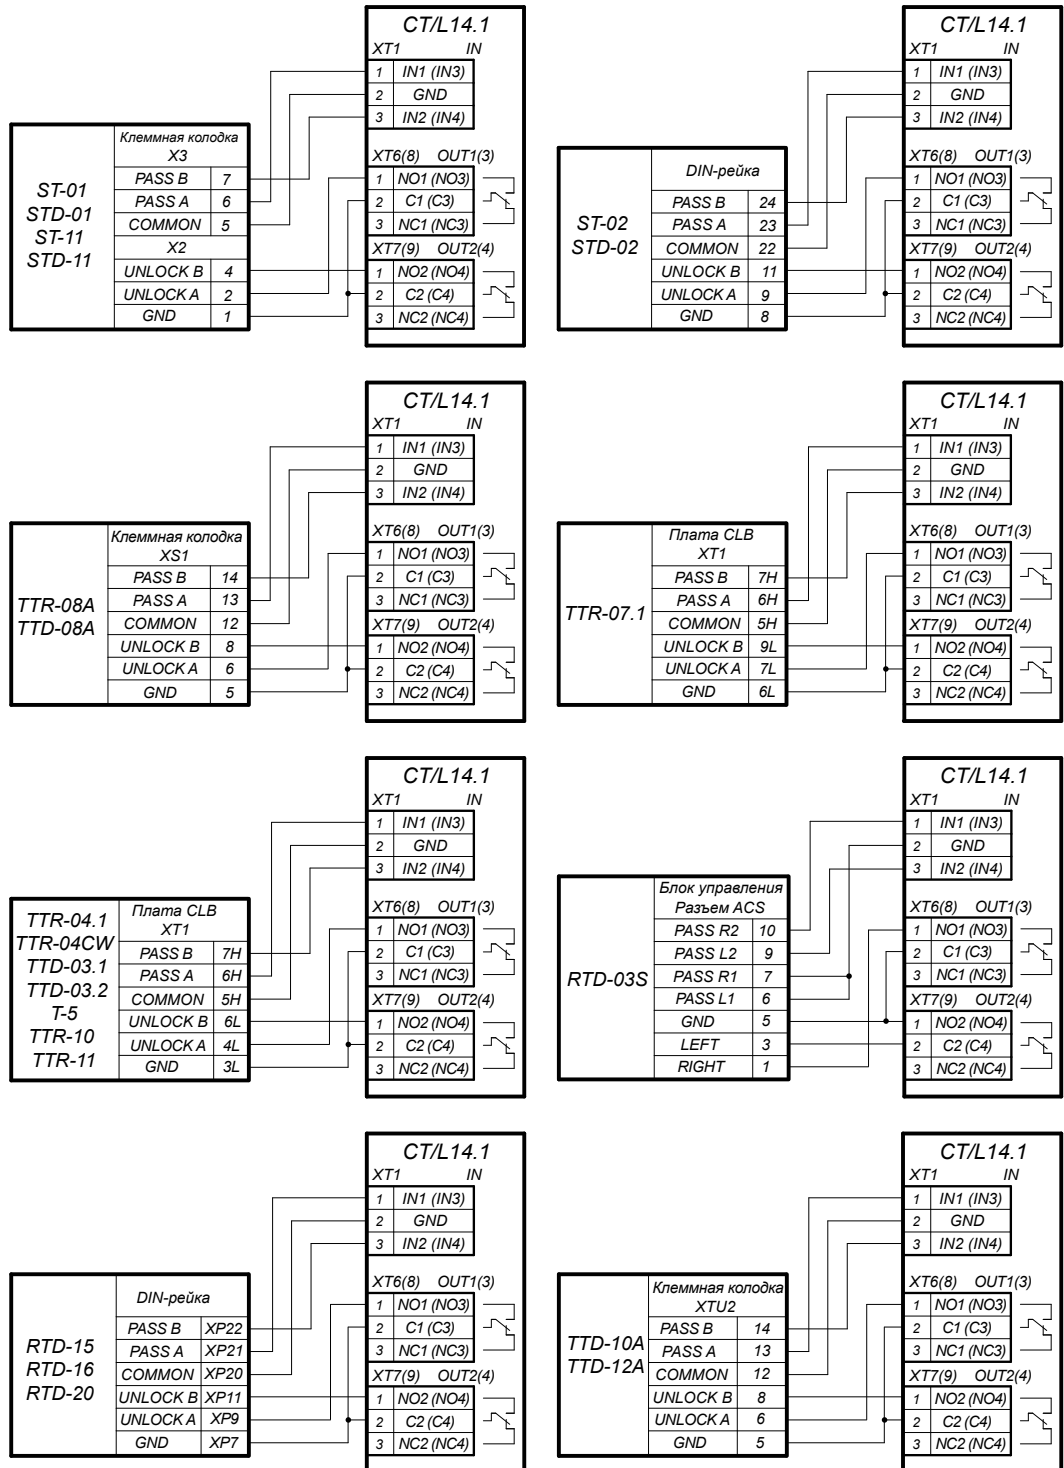 CT/L14.1
XT1 IN
1 IN1 (IN3)
2 GND
3 IN2 (IN4)
XT6(8) OUT1(3)
1 NO1 (NO3)
2 C1 (C3)
3 NC1 (NC3)
XT7(9) OUT2(4)
1 NO2 (NO4)
2 C2 (C4)
3 NC2 (NC4)
ST-01
STD-01
ST-11
STD-11
Клеммная колодка
X3
PASS B 7
PASS A 6
COMMON 5
X2
UNLOCK B 4
UNLOCK A 2
GND 1
CT/L14.1
XT1 IN
1 IN1 (IN3)
2 GND
3 IN2 (IN4)
XT6(8) OUT1(3)
1 NO1 (NO3)
2 C1 (C3)
3 NC1 (NC3)
XT7(9) OUT2(4)
1 NO2 (NO4)
2 C2 (C4)
3 NC2 (NC4)
ST-02
STD-02
DIN-рейка
PASS B 24
PASS A 23
COMMON 22
UNLOCK B 11
UNLOCK A 9
GND 8
CT/L14.1
XT1 IN
1 IN1 (IN3)
2 GND
3 IN2 (IN4)
XT6(8) OUT1(3)
1 NO1 (NO3)
2 C1 (C3)
3 NC1 (NC3)
XT7(9) OUT2(4)
1 NO2 (NO4)
2 C2 (C4)
3 NC2 (NC4)
TTR-08A
TTD-08A
Клеммная колодка
XS1
PASS B 14
PASS A 13
COMMON 12
UNLOCK B 8
UNLOCK A 6
GND 5
CT/L14.1
XT1 IN
1 IN1 (IN3)
2 GND
3 IN2 (IN4)
XT6(8) OUT1(3)
1 NO1 (NO3)
2 C1 (C3)
3 NC1 (NC3)
XT7(9) OUT2(4)
1 NO2 (NO4)
2 C2 (C4)
3 NC2 (NC4)
TTR-07.1
Плата CLB
XT1
PASS B 7H
PASS A 6H
COMMON 5H
UNLOCK B 9L
UNLOCK A 7L
GND 6L
CT/L14.1
XT1 IN
1 IN1 (IN3)
2 GND
3 IN2 (IN4)
XT6(8) OUT1(3)
1 NO1 (NO3)
2 C1 (C3)
3 NC1 (NC3)
XT7(9) OUT2(4)
1 NO2 (NO4)
2 C2 (C4)
3 NC2 (NC4)
TTR-04.1
TTR-04CW
TTD-03.1
TTD-03.2
T-5
TTR-10
TTR-11
Плата CLB
XT1
PASS B 7H
PASS A 6H
COMMON 5H
UNLOCK B 6L
UNLOCK A 4L
GND 3L
CT/L14.1
XT1 IN
1 IN1 (IN3)
2 GND
3 IN2 (IN4)
XT6(8) OUT1(3)
1 NO1 (NO3)
2 C1 (C3)
3 NC1 (NC3)
XT7(9) OUT2(4)
1 NO2 (NO4)
2 C2 (C4)
3 NC2 (NC4)
RTD-03S
Блок управления
Разъем ACS
PASS R2 10
PASS L2 9
PASS R1 7
PASS L1 6
GND 5
LEFT 3
RIGHT 1
CT/L14.1
XT1 IN
1 IN1 (IN3)
2 GND
3 IN2 (IN4)
XT6(8) OUT1(3)
1 NO1 (NO3)
2 C1 (C3)
3 NC1 (NC3)
XT7(9) OUT2(4)
1 NO2 (NO4)
2 C2 (C4)
3 NC2 (NC4)
RTD-15
RTD-16
RTD-20
DIN-рейка
PASS B XP22
PASS A XP21
COMMON XP20
UNLOCK B XP11
UNLOCK A XP9
GND XP7
CT/L14.1
XT1 IN
1 IN1 (IN3)
2 GND
3 IN2 (IN4)
XT6(8) OUT1(3)
1 NO1 (NO3)
2 C1 (C3)
3 NC1 (NC3)
XT7(9) OUT2(4)
1 NO2 (NO4)
2 C2 (C4)
3 NC2 (NC4)
TTD-10A
TTD-12A
Клеммная колодка
XTU2
PASS B 14
PASS A 13
COMMON 12
UNLOCK B 8
UNLOCK A 6
GND 5